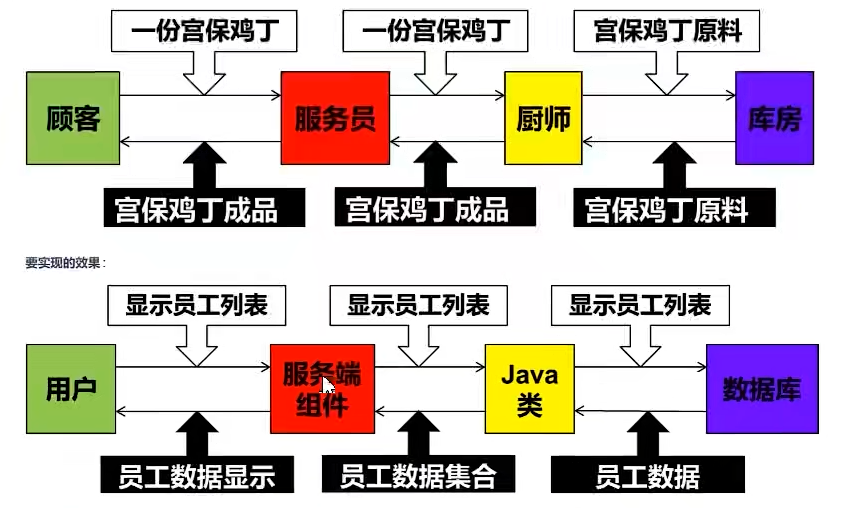 一份宫保鸡丁
一份宫保鸡丁
宫保鸡丁原料
顾客
服务员
厨师
库房
宫保鸡丁成品
宫保鸡丁成品
宫保鸡丁原料
要实现的效果：
显示员工列表
显示员工列表
显示员工列表
用户
服务端
组件
Java
类
数据库
员工数据显示
员工数据集合
员工数据